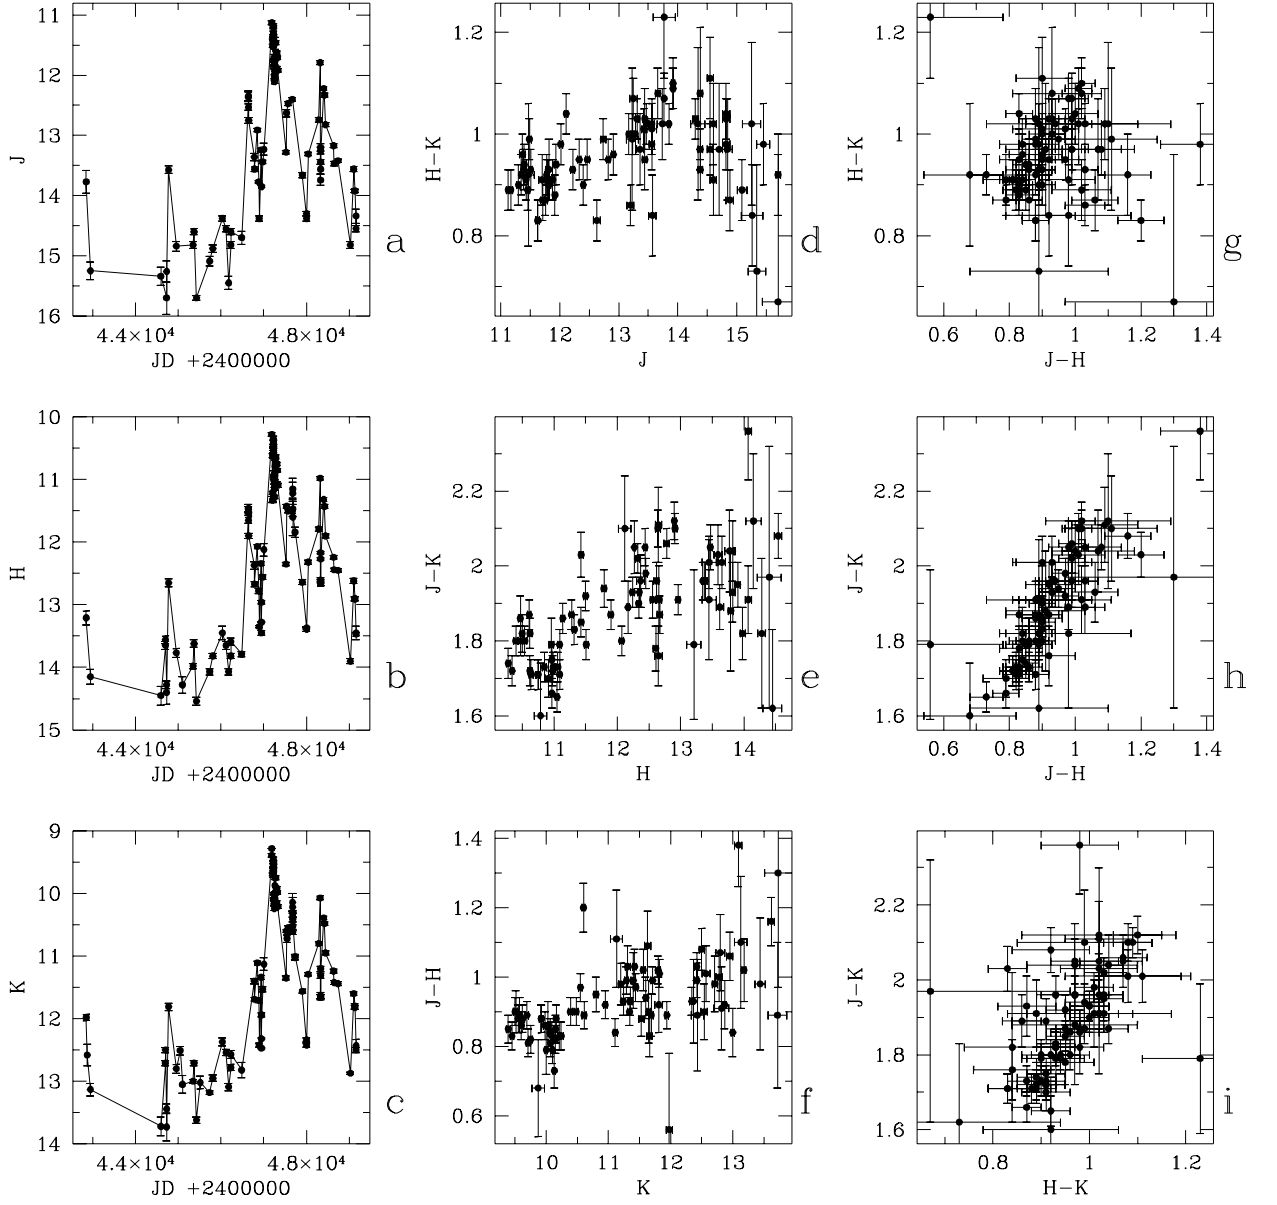 11
12
13
14
15
16
J
4.4×10⁴ 4.8×10⁴
JD +2400000
a
1.2
1
0.8
H−K
11 12 13 14 15
J
d
1.2
1
0.8
H−K
0.6 0.8 1 1.2 1.4
J−H
g
10
11
12
13
14
15
H
4.4×10⁴ 4.8×10⁴
JD +2400000
b
2.2
2
1.8
1.6
J−K
11 12 13 14
H
e
2.2
2
1.8
1.6
J−K
0.6 0.8 1 1.2 1.4
J−H
h
9
10
11
12
13
14
K
4.4×10⁴ 4.8×10⁴
JD +2400000
c
1.4
1.2
1
0.8
0.6
J−H
10 11 12 13
K
f
2.2
2
1.8
1.6
J−K
0.8 1 1.2
H−K
i